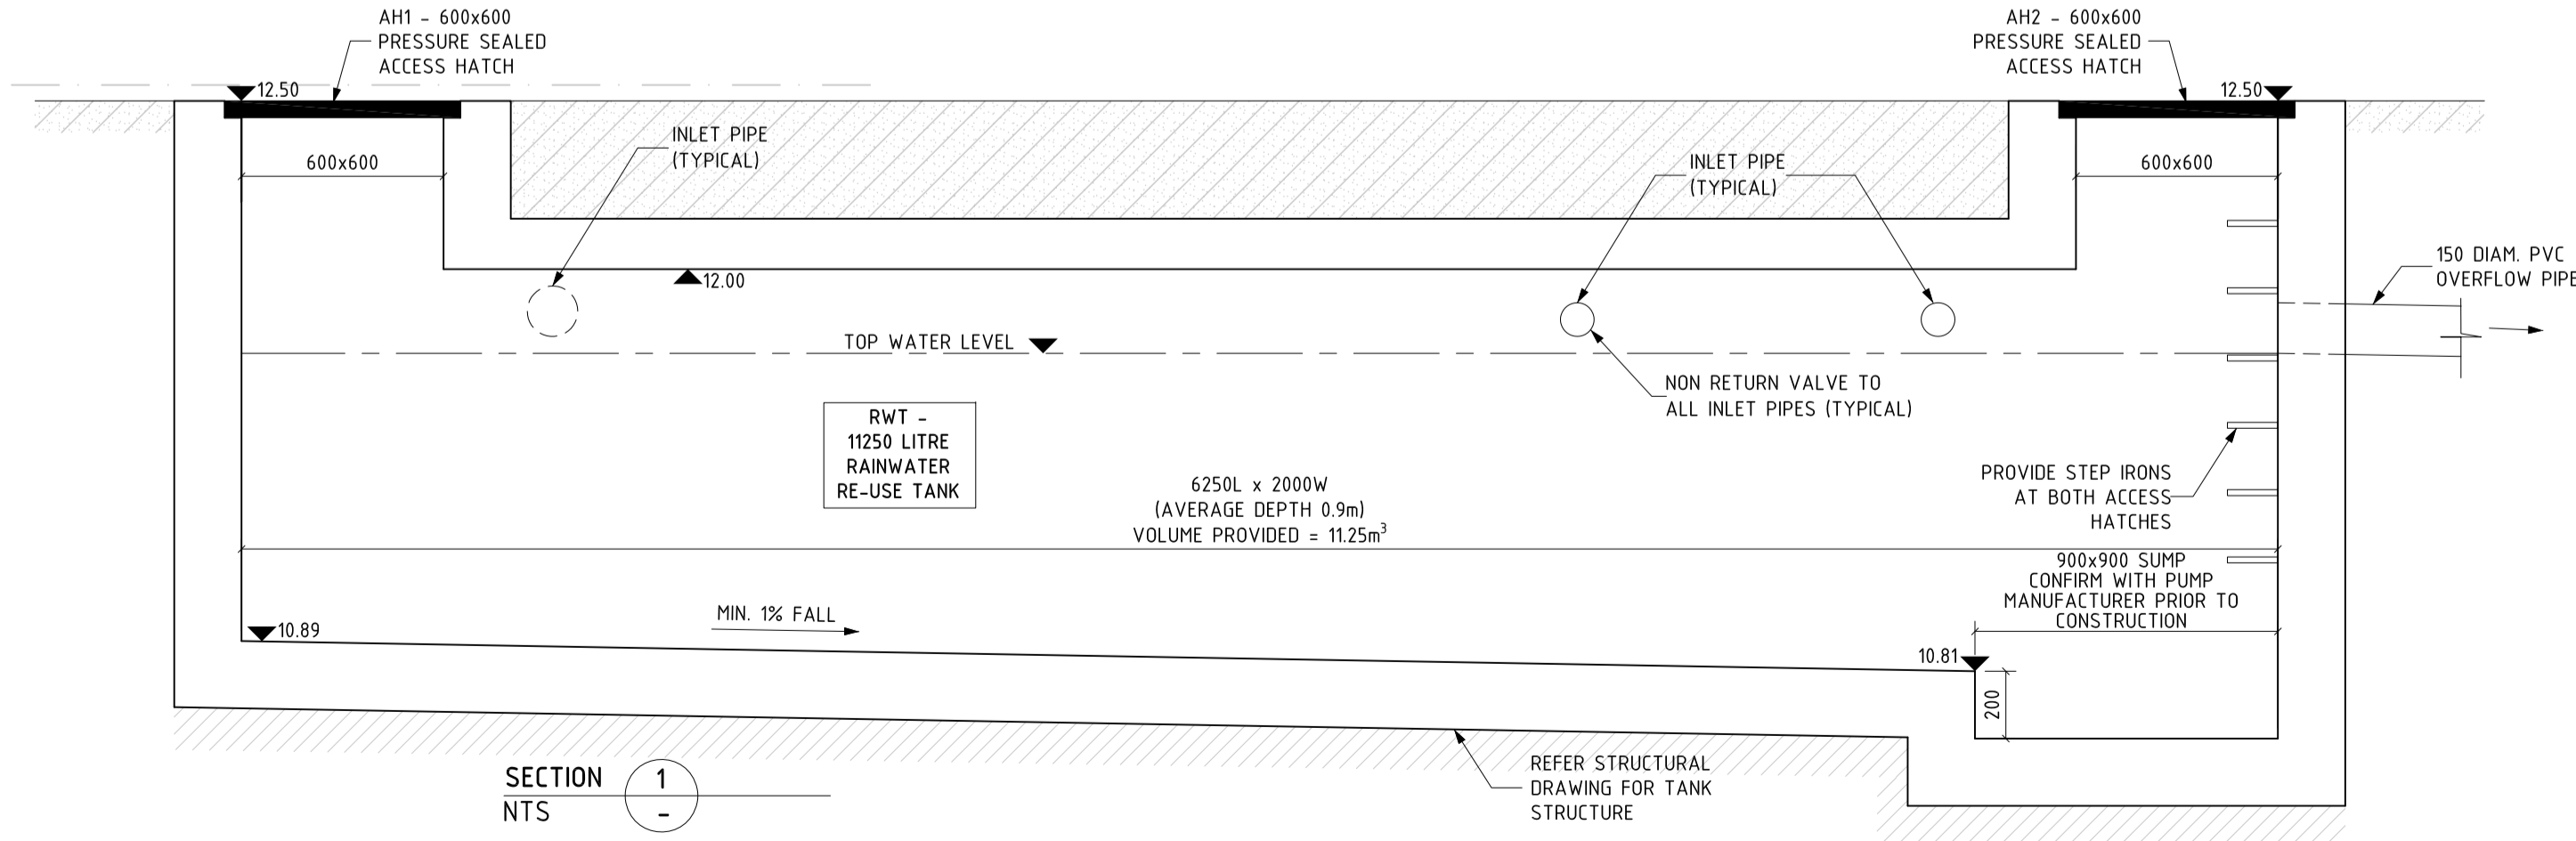 AH1 - 600x600
PRESSURE SEALED
ACCESS HATCH
AH2 - 600x600
PRESSURE SEALED
ACCESS HATCH
12.50
12.50
INLET PIPE
(TYPICAL)
600x600
INLET PIPE
(TYPICAL)
600x600
150 DIAM. PVC
OVERFLOW PIPE
12.00
TOP WATER LEVEL
NON RETURN VALVE TO
ALL INLET PIPES (TYPICAL)
RWT -
11250 LITRE
RAINWATER
RE-USE TANK
6250L x 2000W
(AVERAGE DEPTH 0.9m)
VOLUME PROVIDED = 11.25m³
PROVIDE STEP IRONS
AT BOTH ACCESS
HATCHES
900x900 SUMP
CONFIRM WITH PUMP
MANUFACTURER PRIOR TO
CONSTRUCTION
MIN. 1% FALL
10.89
10.81
200
REFER STRUCTURAL
DRAWING FOR TANK
STRUCTURE
SECTION 1
NTS -